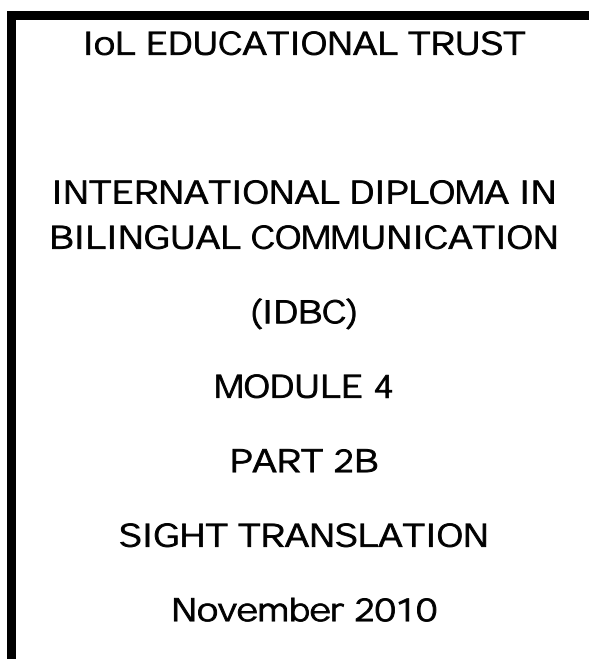 IoL EDUCATIONAL TRUST
INTERNATIONAL DIPLOMA IN
BILINGUAL COMMUNICATION
(IDBC)
MODULE 4
PART 2B
SIGHT TRANSLATION
November 2010